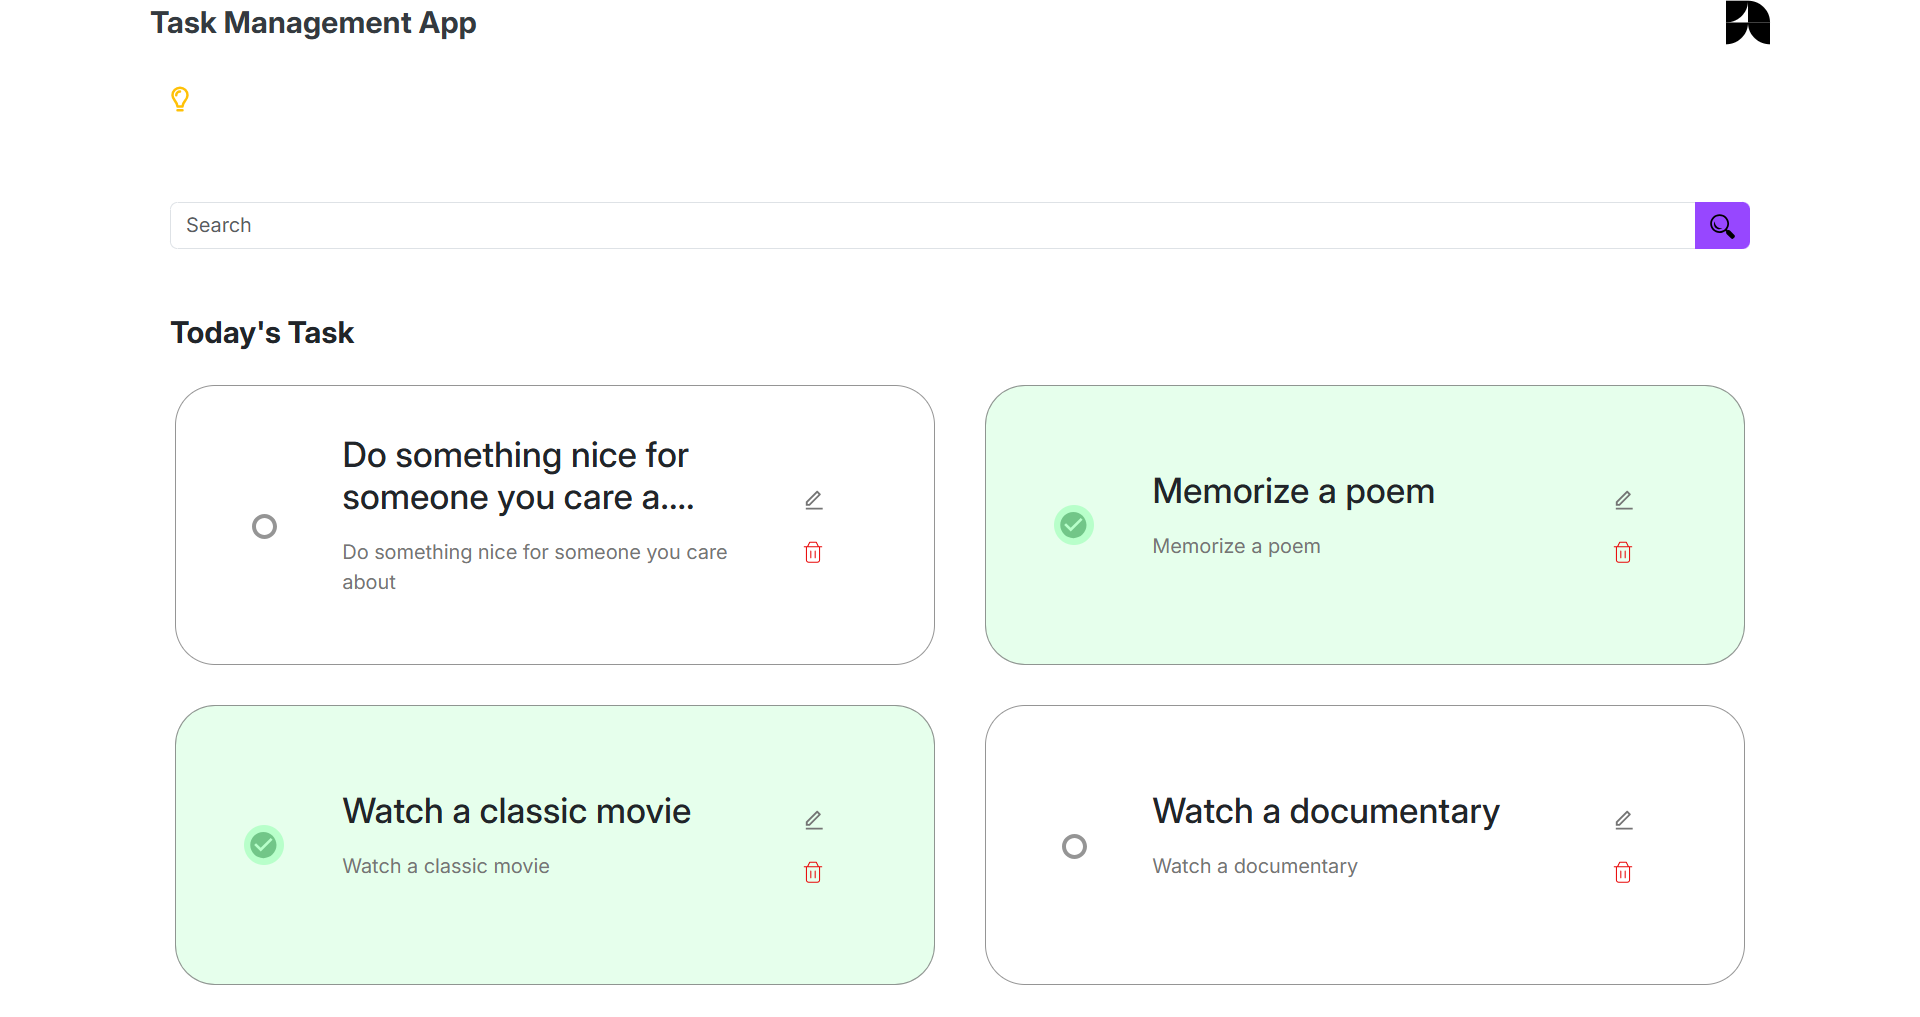 Task Management App
Search
Today's Task
Do something nice for
someone you care a....
Do something nice for someone you care
about
Memorize a poem
Memorize a poem
Watch a classic movie
Watch a classic movie
Watch a documentary
Watch a documentary